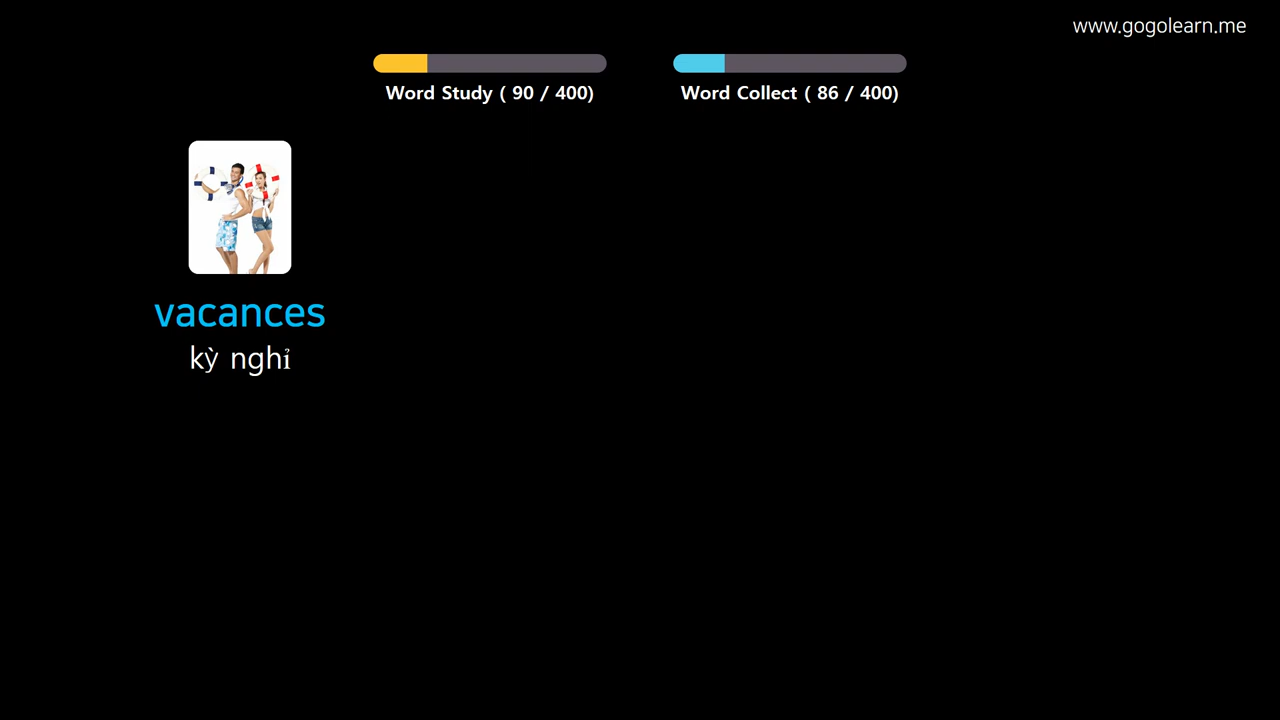 www.gogolearn.me
Word Study ( 90 / 400)
Word Collect ( 86 / 400)
vacances
kỳ nghỉ